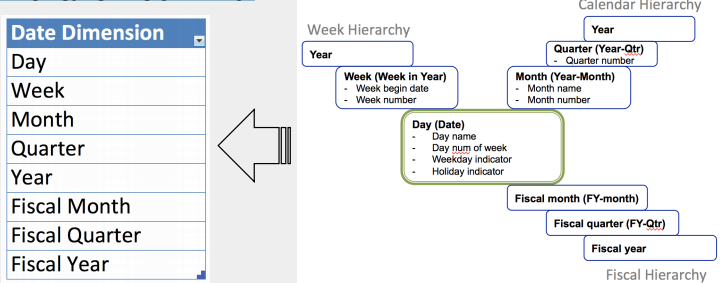 Date Dimension
Day
Week
Month
Quarter
Year
Fiscal Month
Fiscal Quarter
Fiscal Year
Week Hierarchy
Year
Week (Week in Year)
- Week begin date
- Week number
Calendar Hierarchy
Year
Quarter (Year-Qtr)
- Quarter number
Month (Year-Month)
- Month name
- Month number
Day (Date)
- Day name
- Day num of week
- Weekday indicator
- Holiday indicator
Fiscal month (FY-month)
Fiscal quarter (FY-Qtr)
Fiscal year
Fiscal Hierarchy